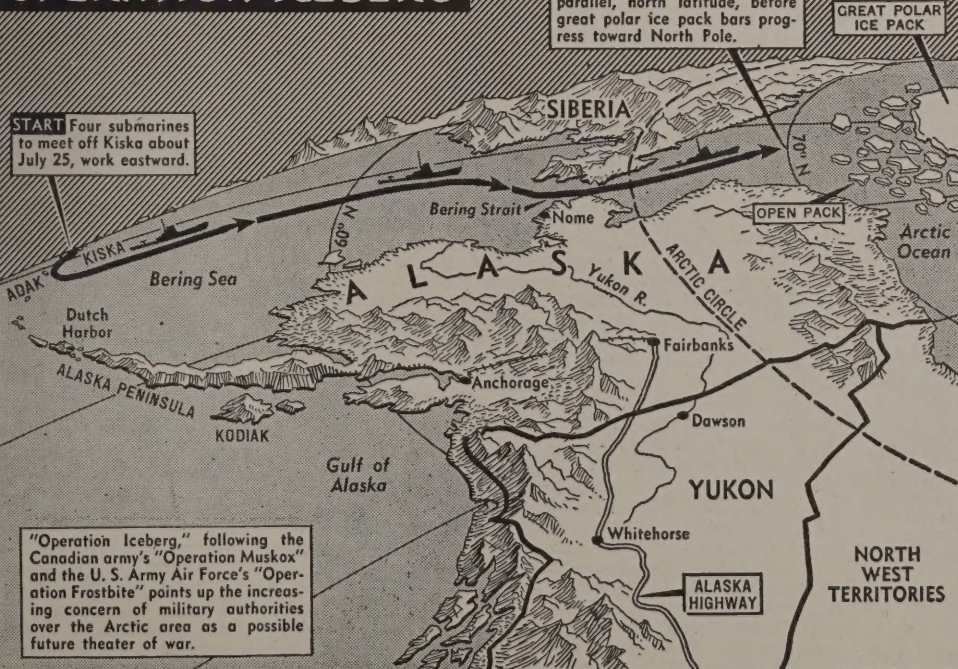 OPERATION ICEBERG
parallel, north latitude, before
great polar ice pack bars prog-
ress toward North Pole.
GREAT POLAR
ICE PACK
START Four submarines
to meet off Kiska about
July 25, work eastward.
SIBERIA
70° N
OPEN PACK
Arctic
Ocean
Bering Strait
Nome
60° N
KISKA
ADAK
Bering Sea
ALASKA
Yukon R.
ARCTIC CIRCLE
Dutch
Harbor
ALASKA PENINSULA
KODIAK
Anchorage
Fairbanks
Dawson
Gulf of
Alaska
YUKON
Whitehorse
ALASKA
HIGHWAY
NORTH
WEST
TERRITORIES
"Operation Iceberg," following the
Canadian army's "Operation Muskox"
and the U. S. Army Air Force's "Oper-
ation Frostbite" points up the increas-
ing concern of military authorities
over the Arctic area as a possible
future theater of war.